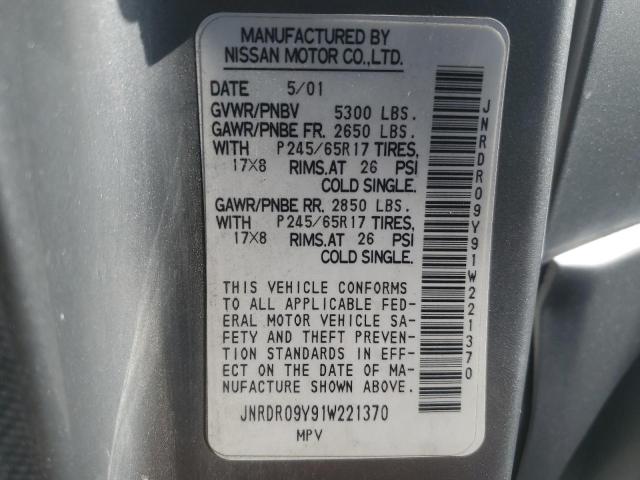 MANUFACTURED BY
NISSAN MOTOR CO.,LTD.
DATE 5/01
GVWR/PNBV 5300 LBS.
GAWR/PNBE FR. 2650 LBS.
WITH P245/65R17 TIRES,
17X8 RIMS.AT 26 PSI
COLD SINGLE.
GAWR/PNBE RR. 2850 LBS.
WITH P245/65R17 TIRES,
17X8 RIMS.AT 26 PSI
COLD SINGLE.
THIS VEHICLE CONFORMS
TO ALL APPLICABLE FED-
ERAL MOTOR VEHICLE SA-
FETY AND THEFT PREVEN-
TION STANDARDS IN EFF-
ECT ON THE DATE OF MA-
NUFACTURE SHOWN ABOVE.
JNRDR09Y91W221370
MPV
JNRDR09Y91W221370